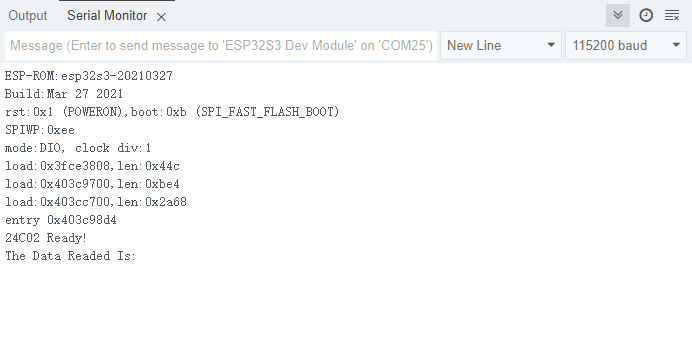 Output Serial Monitor
Message (Enter to send message to 'ESP32S3 Dev Module' on 'COM25') New Line 115200 baud
ESP-ROM:esp32s3-20210327
Build:Mar 27 2021
rst:0x1 (POWERON),boot:0xb (SPI_FAST_FLASH_BOOT)
SPIWP:0xee
mode:DIO, clock div:1
load:0x3fce3808,len:0x44c
load:0x403c9700,len:0xbe4
load:0x403cc700,len:0x2a68
entry 0x403c98d4
24C02 Ready!
The Data Readed Is: